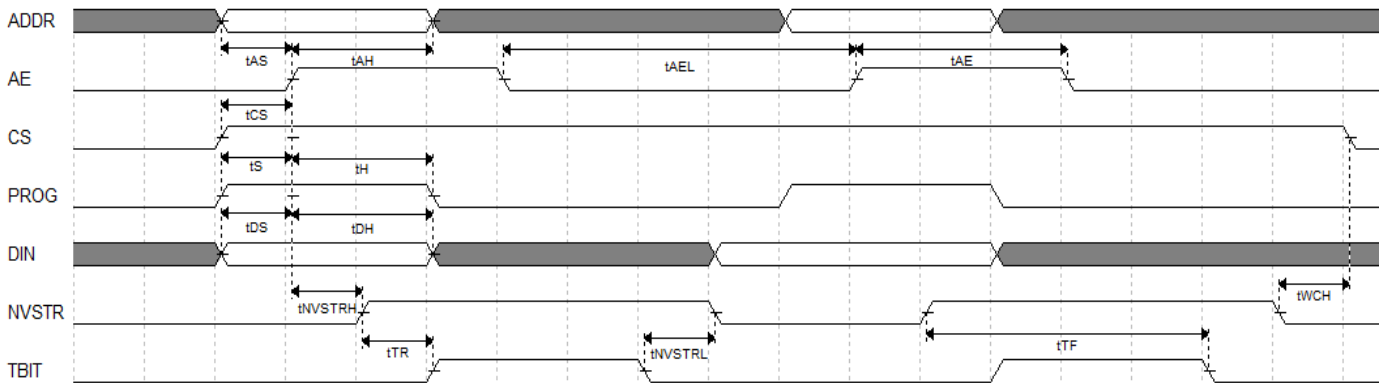 ADDR
tAS
tAH
tAEL
tAE
AE
tCS
CS
tS
tH
PROG
tDS
tDH
DIN
tNVSTRH
tWCH
NVSTR
tTR
tNVSTRL
tTF
TBIT